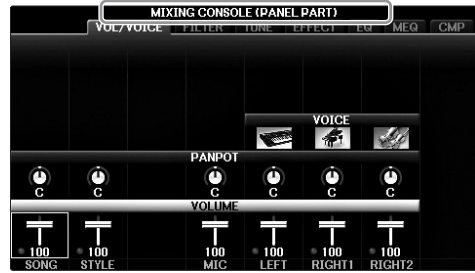 MIXING CONSOLE (PANEL PART)
VOL/VOICE FILTER TUNE EFFECT EQ MEQ CMP
VOICE
PANPOT
C C C C C C
VOLUME
100 100 100 100 100 100
SONG STYLE MIC LEFT RIGHT1 RIGHT2